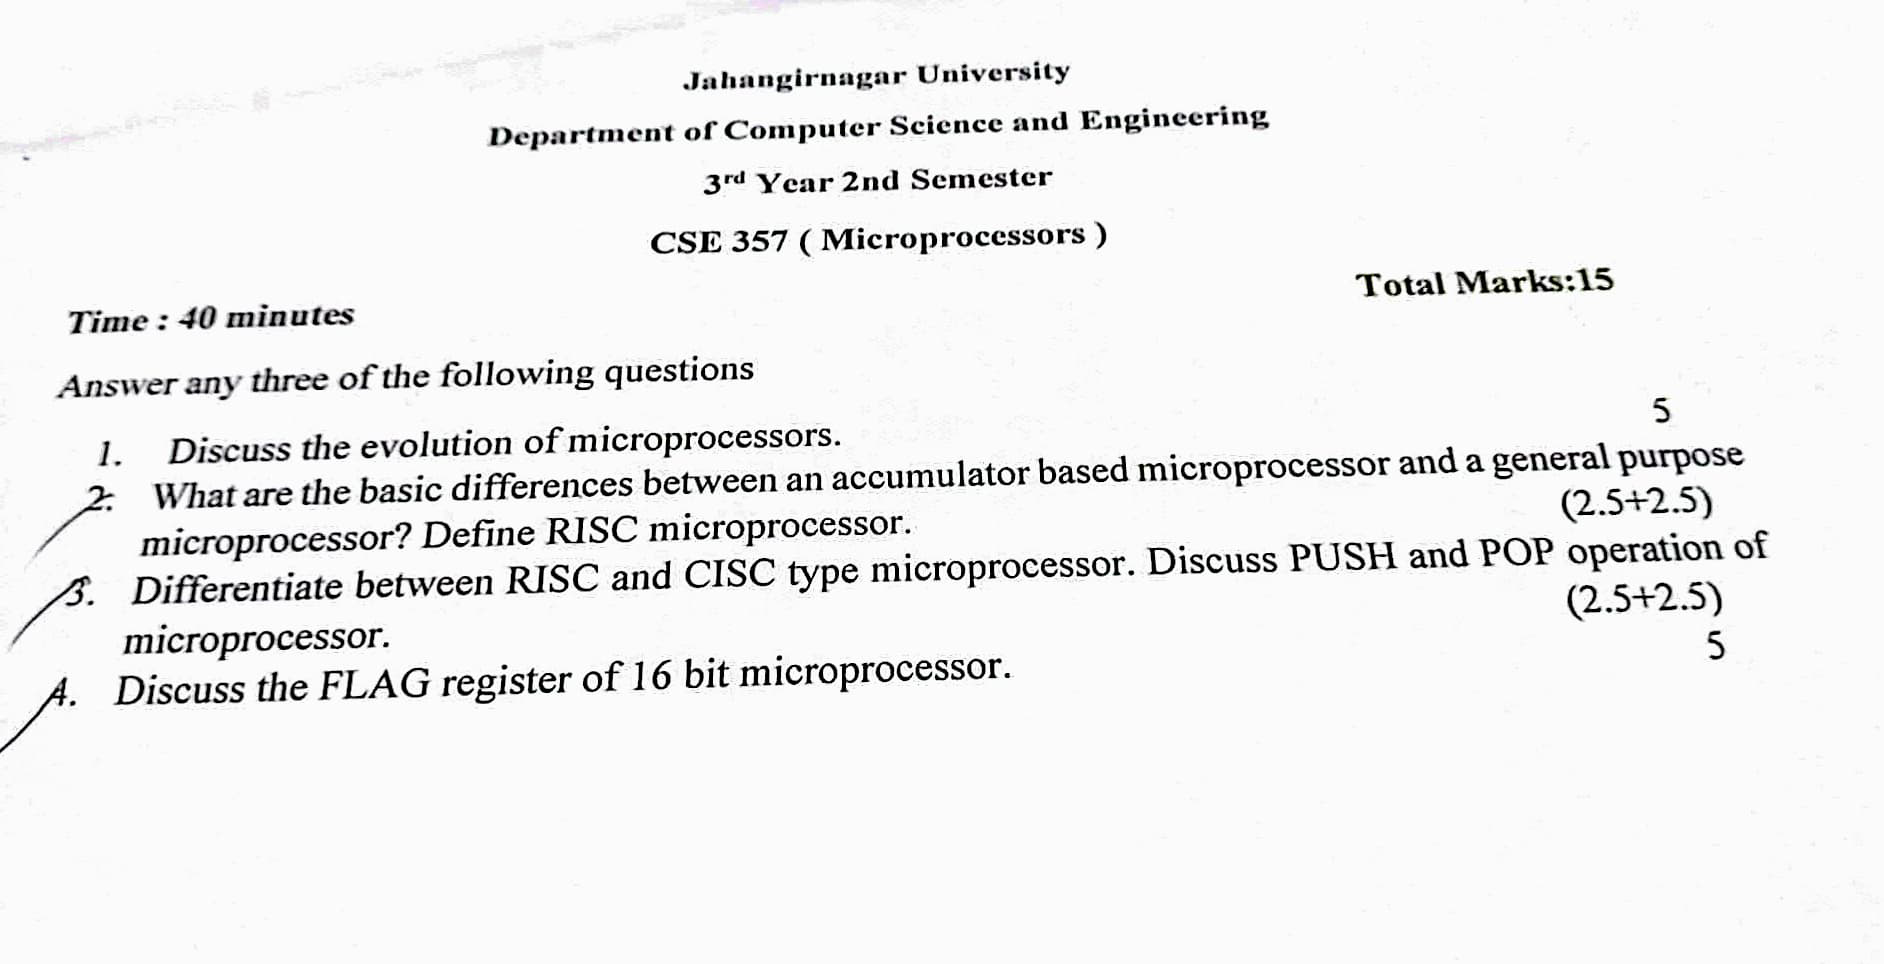 Jahangirnagar University
Department of Computer Science and Engineering
3rd Year 2nd Semester
CSE 357 ( Microprocessors )
Total Marks:15
Time : 40 minutes
Answer any three of the following questions
1. Discuss the evolution of microprocessors. 5
2. What are the basic differences between an accumulator based microprocessor and a general purpose
microprocessor? Define RISC microprocessor. (2.5+2.5)
3. Differentiate between RISC and CISC type microprocessor. Discuss PUSH and POP operation of
microprocessor. (2.5+2.5)
4. Discuss the FLAG register of 16 bit microprocessor. 5